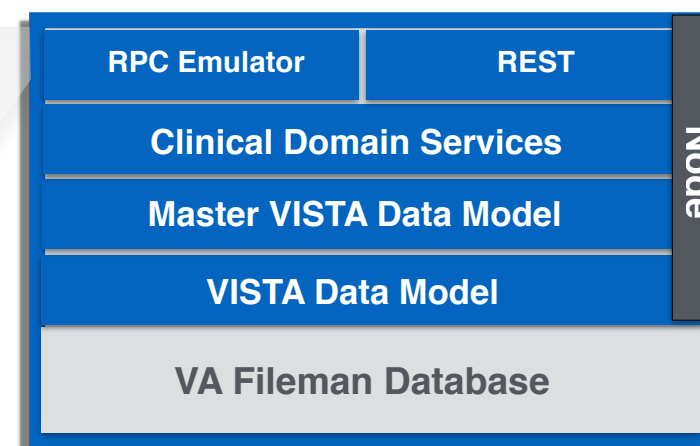 RPC Emulator
REST
Clinical Domain Services
Master VISTA Data Model
VISTA Data Model
VA Fileman Database
Node